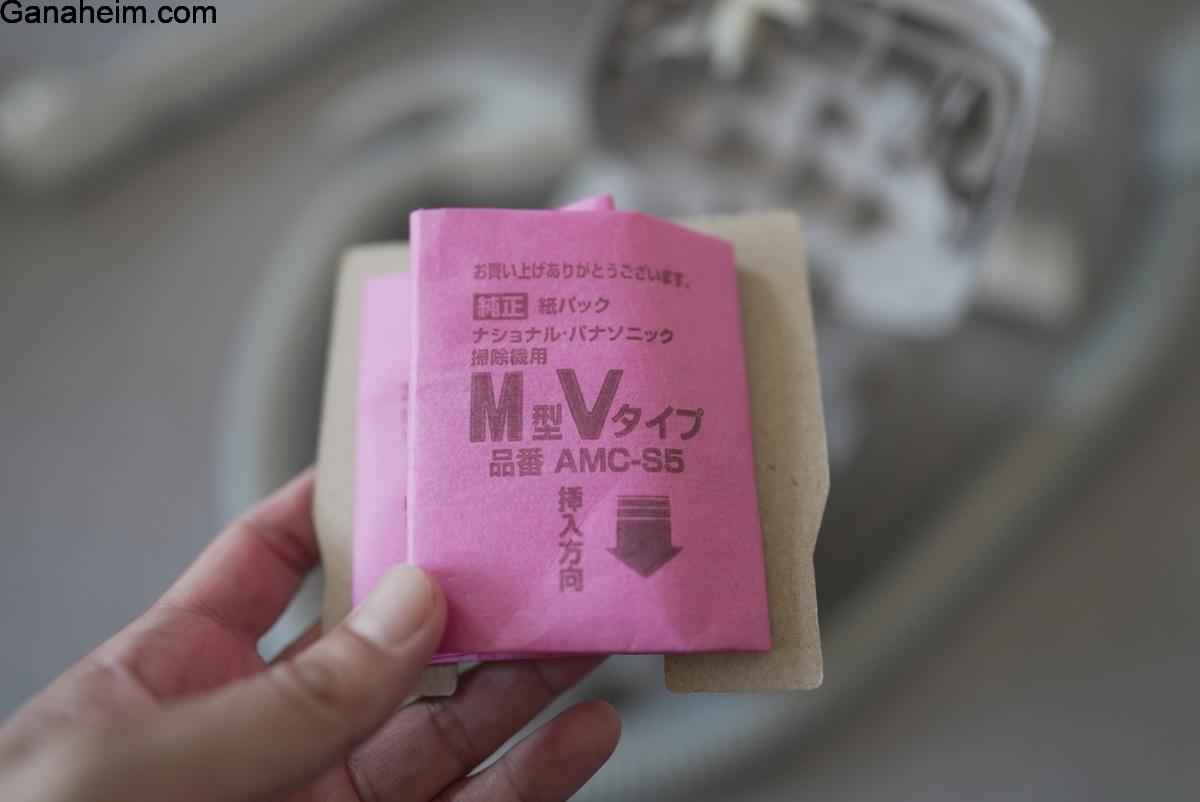 Ganaheim.com
お買い上げありがとうございます。
純正 紙パック
ナショナル・パナソニック
掃除機用
M型Vタイプ
品番 AMC-S5
挿入方向